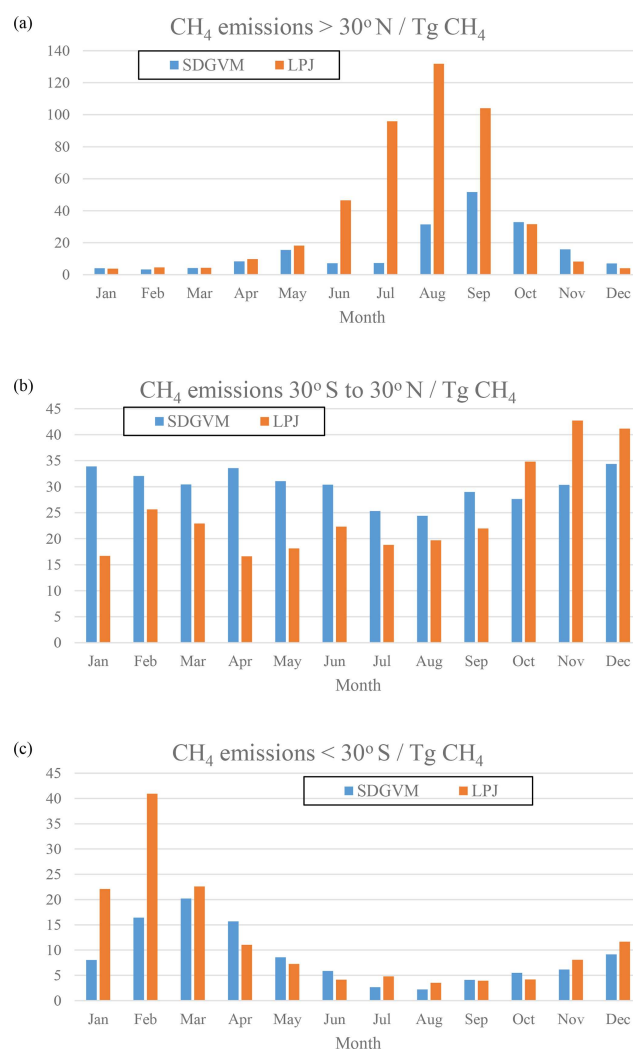 (a)
CH₄ emissions > 30° N / Tg CH₄
SDGVM LPJ
140
120
100
80
60
40
20
0
Jan Feb Mar Apr May Jun Jul Aug Sep Oct Nov Dec
Month
(b)
CH₄ emissions 30° S to 30° N / Tg CH₄
SDGVM LPJ
45
40
35
30
25
20
15
10
5
0
Jan Feb Mar Apr May Jun Jul Aug Sep Oct Nov Dec
Month
(c)
CH₄ emissions < 30° S / Tg CH₄
SDGVM LPJ
45
40
35
30
25
20
15
10
5
0
Jan Feb Mar Apr May Jun Jul Aug Sep Oct Nov Dec
Month